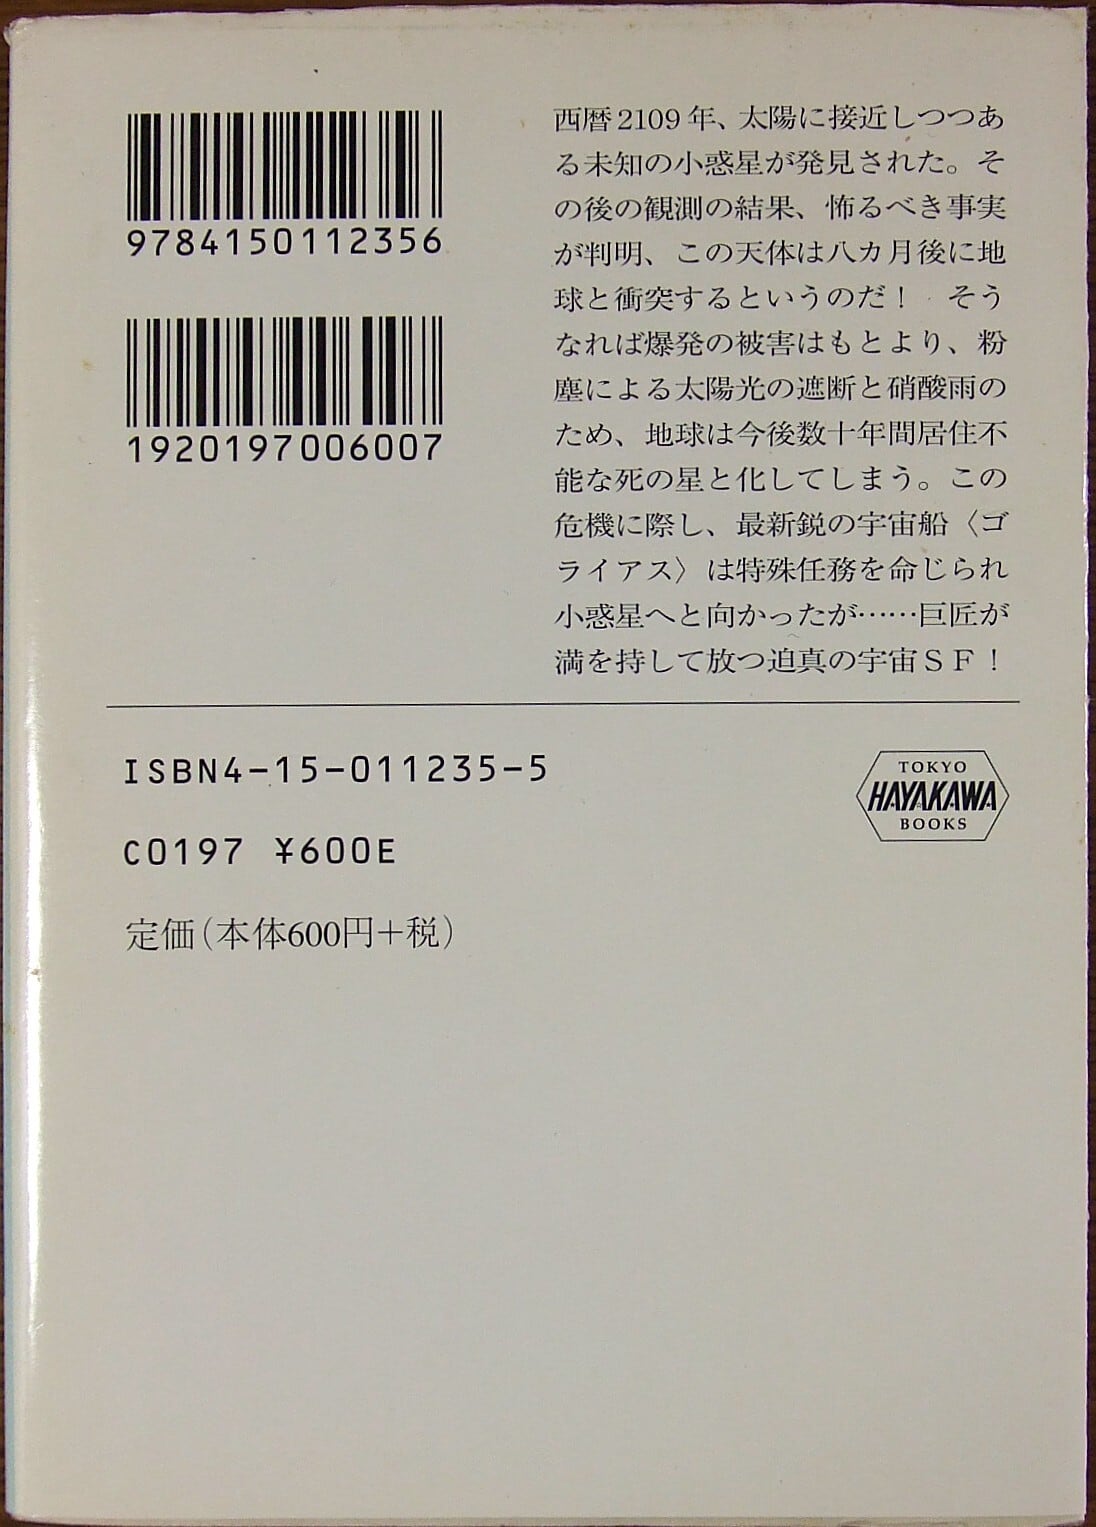 9784150112356
1920197006007
西暦2109年、太陽に接近しつつあ
る未知の小惑星が発見された。そ
の後の観測の結果、怖るべき事実
が判明、この天体は八カ月後に地
球と衝突するというのだ！　そう
なれば爆発の被害はもとより、粉
塵による太陽光の遮断と硝酸雨の
ため、地球は今後数十年間居住不
能な死の星と化してしまう。この
危機に際し、最新鋭の宇宙船〈ゴ
ライアス〉は特殊任務を命じられ
小惑星へと向かったが……巨匠が
満を持して放つ迫真の宇宙ＳＦ！
ISBN4-15-011235-5
C0197 ¥600E
定価(本体600円+税)
TOKYO
HAYAKAWA
BOOKS